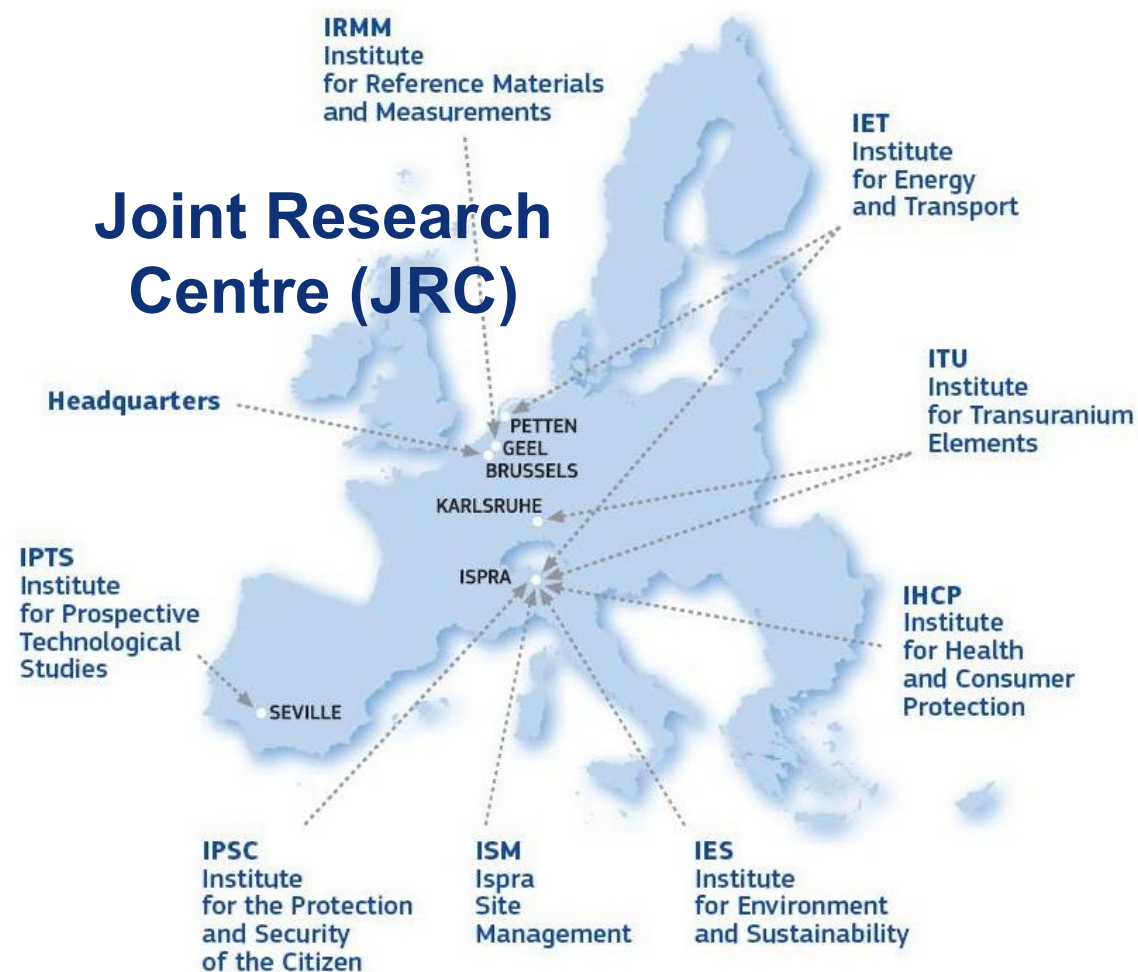 IRMM
Institute
for Reference Materials
and Measurements
IET
Institute
for Energy
and Transport
Joint Research
Centre (JRC)
ITU
Institute
for Transuranium
Elements
Headquarters
PETTEN
GEEL
BRUSSELS
KARLSRUHE
ISPRA
IPTS
Institute
for Prospective
Technological
Studies
IHCP
Institute
for Health
and Consumer
Protection
SEVILLE
IPSC
Institute
for the Protection
and Security
of the Citizen
ISM
Ispra
Site
Management
IES
Institute
for Environment
and Sustainability